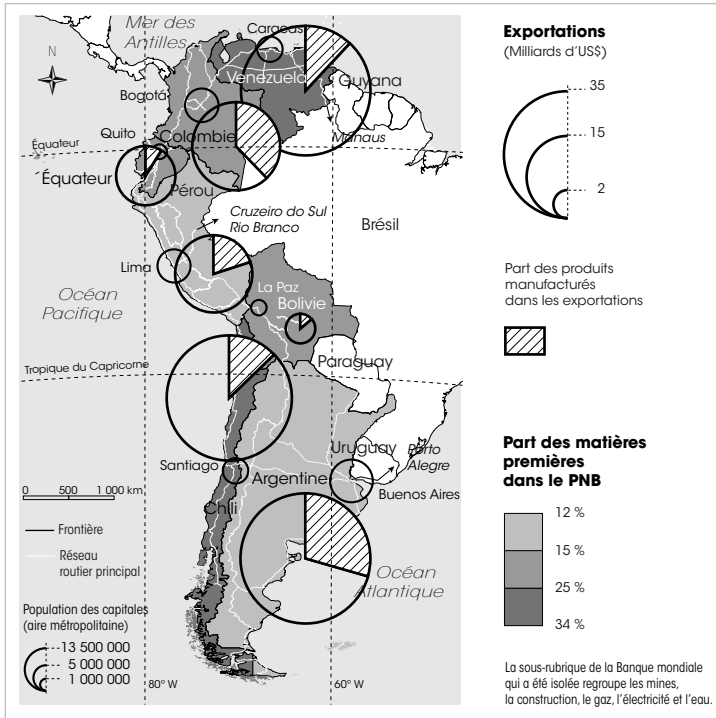 Mer des
Antilles
Caracas
N
Venezuela
Guyana
Bogotá
Manaus
Quito
Colombie
Équateur
Équateur
Pérou
Cruzeiro do Sul
Rio Branco
Brésil
Lima
La Paz
Bolivie
Océan
Pacifique
Tropique du Capricorne
Paraguay
Uruguay
Porto
Alegre
Santiago
Argentine
Buenos Aires
0 500 1 000 km
Chili
Frontière
Réseau
routier principal
Océan
Atlantique
Population des capitales
(aire métropolitaine)
13 500 000
5 000 000
1 000 000
80° W
60° W
Exportations
(Milliards d'US$)
35
15
2
Part des produits
manufacturés
dans les exportations
Part des matières
premières
dans le PNB
12 %
15 %
25 %
34 %
La sous-rubrique de la Banque mondiale
qui a été isolée regroupe les mines,
la construction, le gaz, l'électricité et l'eau.